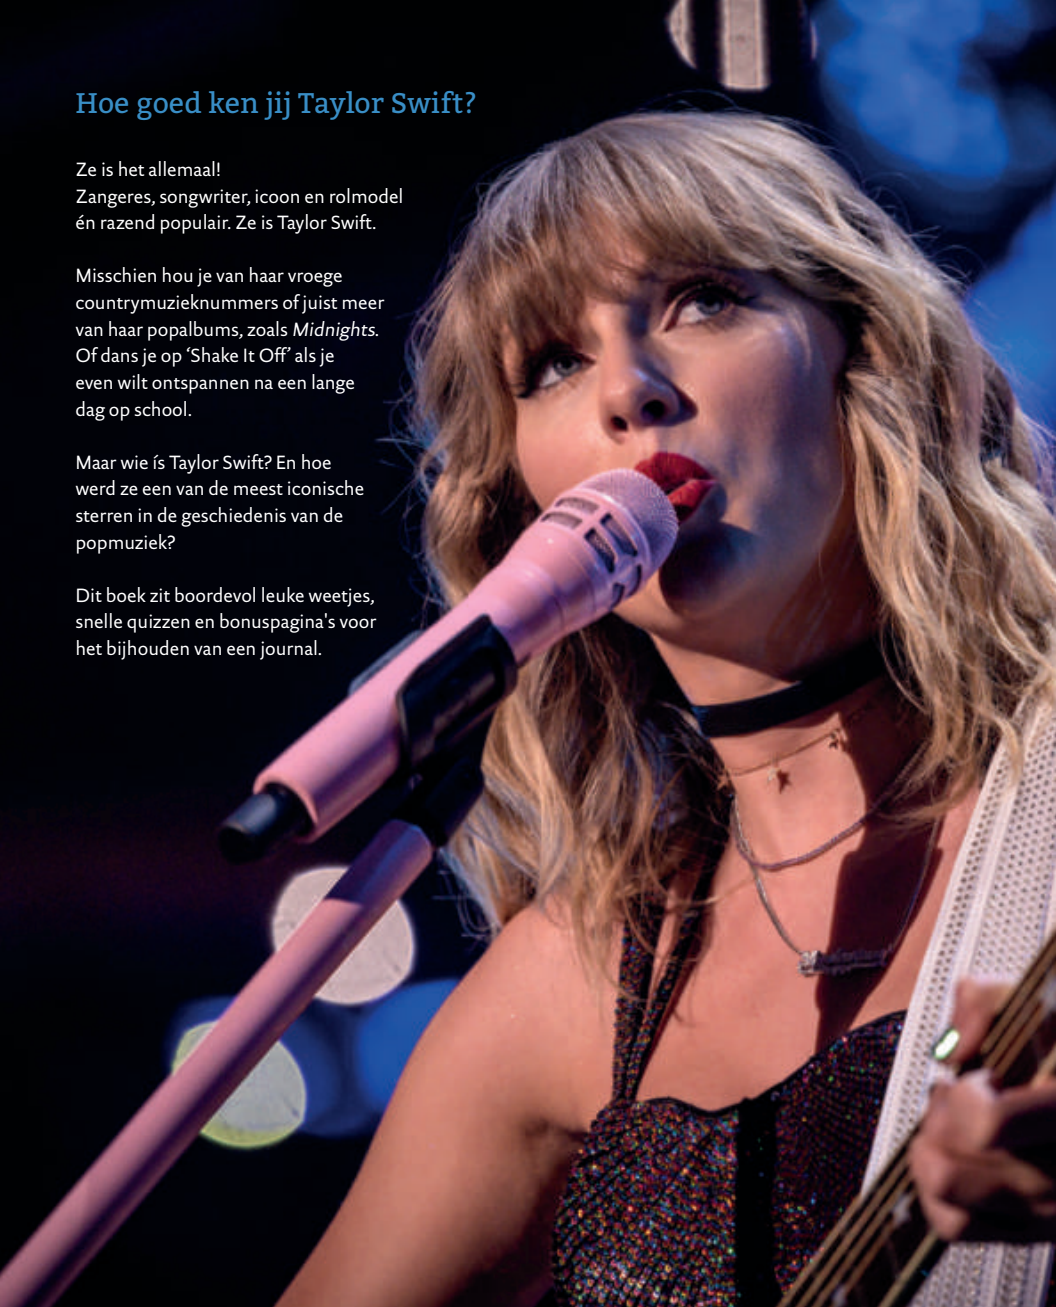 Hoe goed ken jij Taylor Swift?
Ze is het allemaal!
Zangeres, songwriter, icoon en rolmodel
én razend populair. Ze is Taylor Swift.
Misschien hou je van haar vroege
countrymuzieknummers of juist meer
van haar popalbums, zoals Midnights.
Of dans je op ‘Shake It Off’ als je
even wilt ontspannen na een lange
dag op school.
Maar wie ís Taylor Swift? En hoe
werd ze een van de meest iconische
sterren in de geschiedenis van de
popmuziek?
Dit boek zit boordevol leuke weetjes,
snelle quizzen en bonuspagina's voor
het bijhouden van een journal.